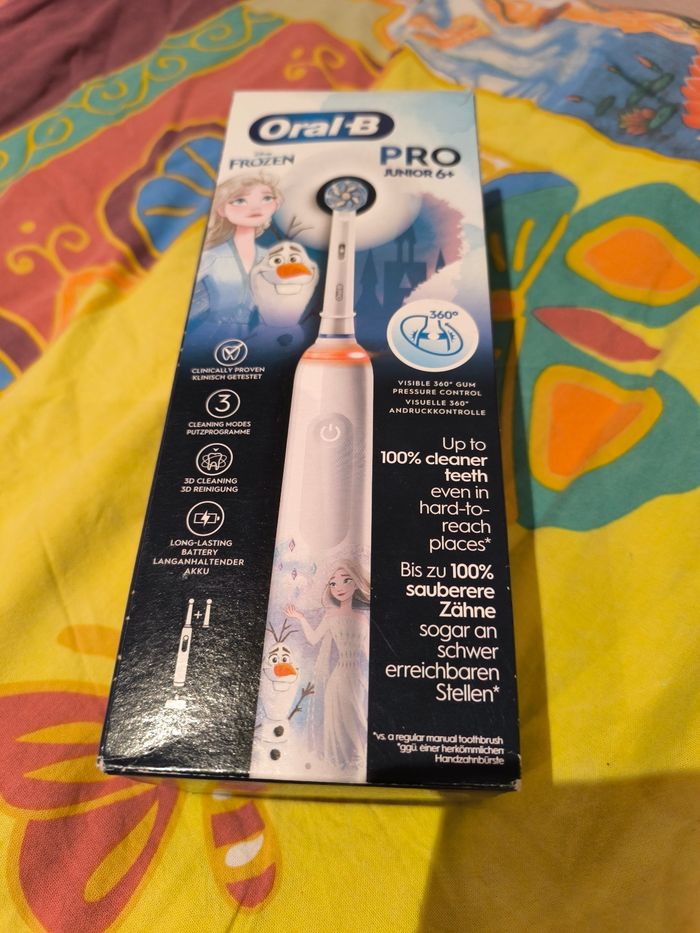 Oral-B
Disney
FROZEN
PRO
JUNIOR 6+
360°
VISIBLE 360° GUM
PRESSURE CONTROL
VISUELLE 360°
ANDRUCKKONTROLLE
CLINICALLY PROVEN
KLINISCH GETESTET
3
CLEANING MODES
PUTZPROGRAMME
3D CLEANING
3D REINIGUNG
LONG-LASTING
BATTERY
LANGANHALTENDER
AKKU
1+1
Up to
100% cleaner
teeth
even in
hard-to-
reach
places*
Bis zu 100%
sauberere
Zähne
sogar an
schwer
erreichbaren
Stellen*
*vs. a regular manual toothbrush
*ggü. einer herkömmlichen
Handzahnbürste